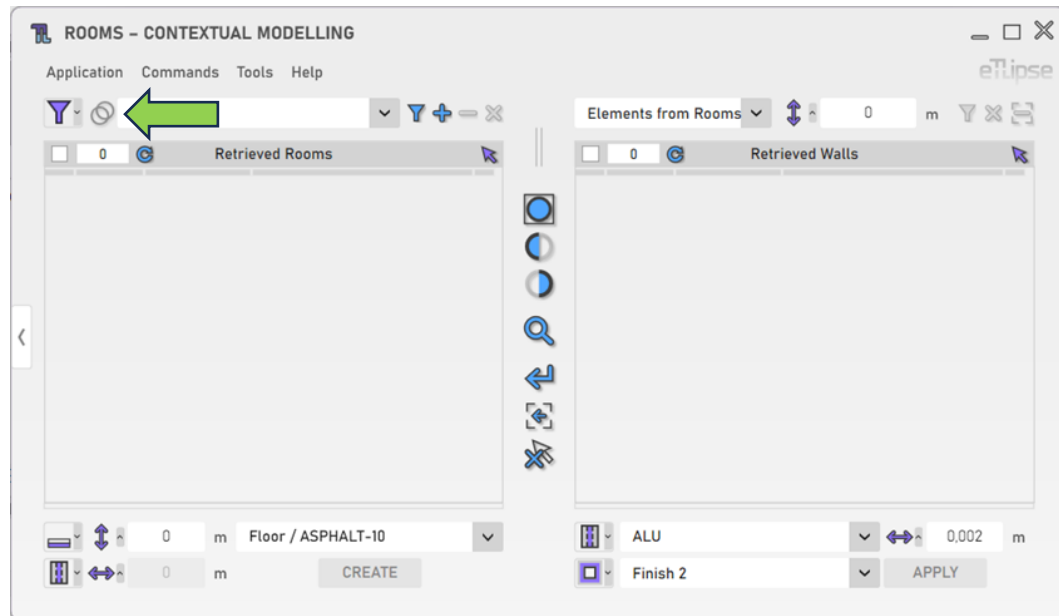 ROOMS – CONTEXTUAL MODELLING
Application Commands Tools Help
eTLipse
Elements from Rooms 0 m
0 Retrieved Rooms
0 Retrieved Walls
0 m Floor / ASPHALT-10
0 m CREATE
ALU 0,002 m
Finish 2 APPLY